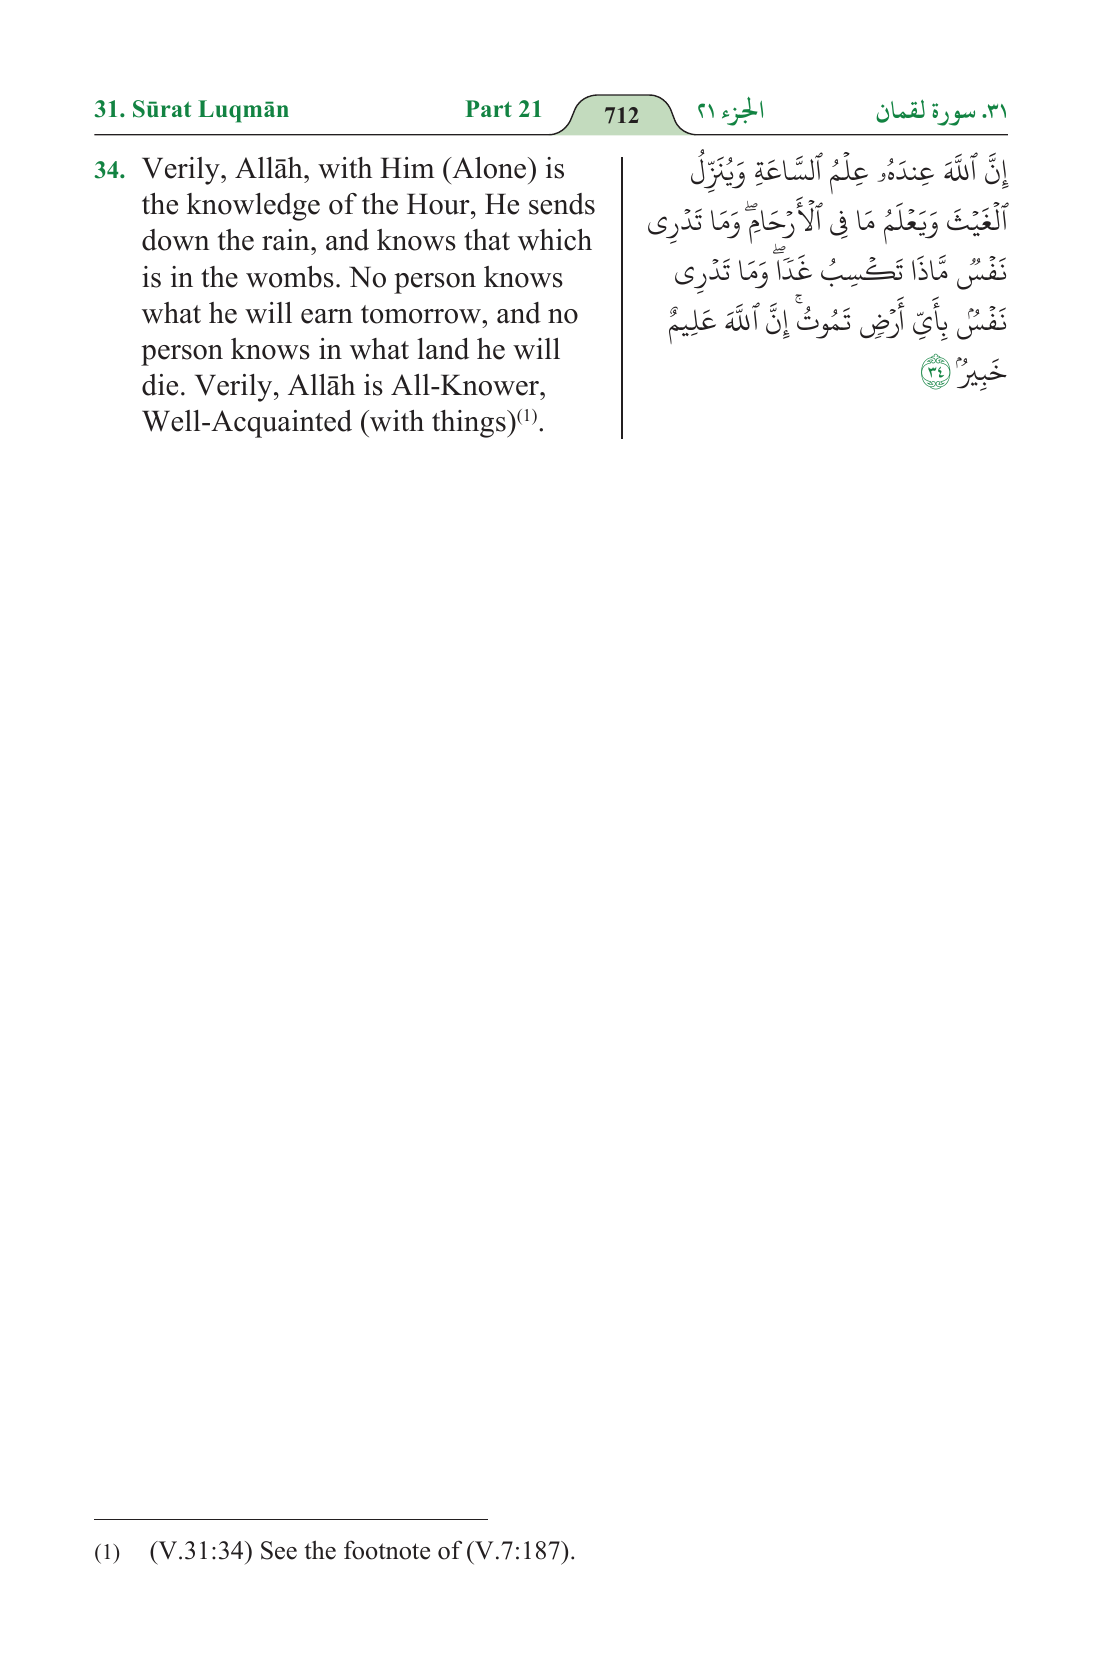 31. Sūrat Luqmān Part 21 712 الجزء ٢١ ٣١. سورة لقمان
34. Verily, Allāh, with Him (Alone) is
the knowledge of the Hour, He sends
down the rain, and knows that which
is in the wombs. No person knows
what he will earn tomorrow, and no
person knows in what land he will
die. Verily, Allāh is All-Knower,
Well-Acquainted (with things)(1).
إِنَّ ٱللَّهَ عِندَهُۥ عِلْمُ ٱلسَّاعَةِ وَيُنَزِّلُ
ٱلْغَيْثَ وَيَعْلَمُ مَا فِى ٱلْأَرْحَامِ ۖ وَمَا تَدْرِى
نَفْسٌ مَّاذَا تَكْسِبُ غَدًا ۖ وَمَا تَدْرِى
نَفْسٌۢ بِأَىِّ أَرْضٍ تَمُوتُ ۚ إِنَّ ٱللَّهَ عَلِيمٌ
خَبِيرٌۢ ٣٤
(1) (V.31:34) See the footnote of (V.7:187).